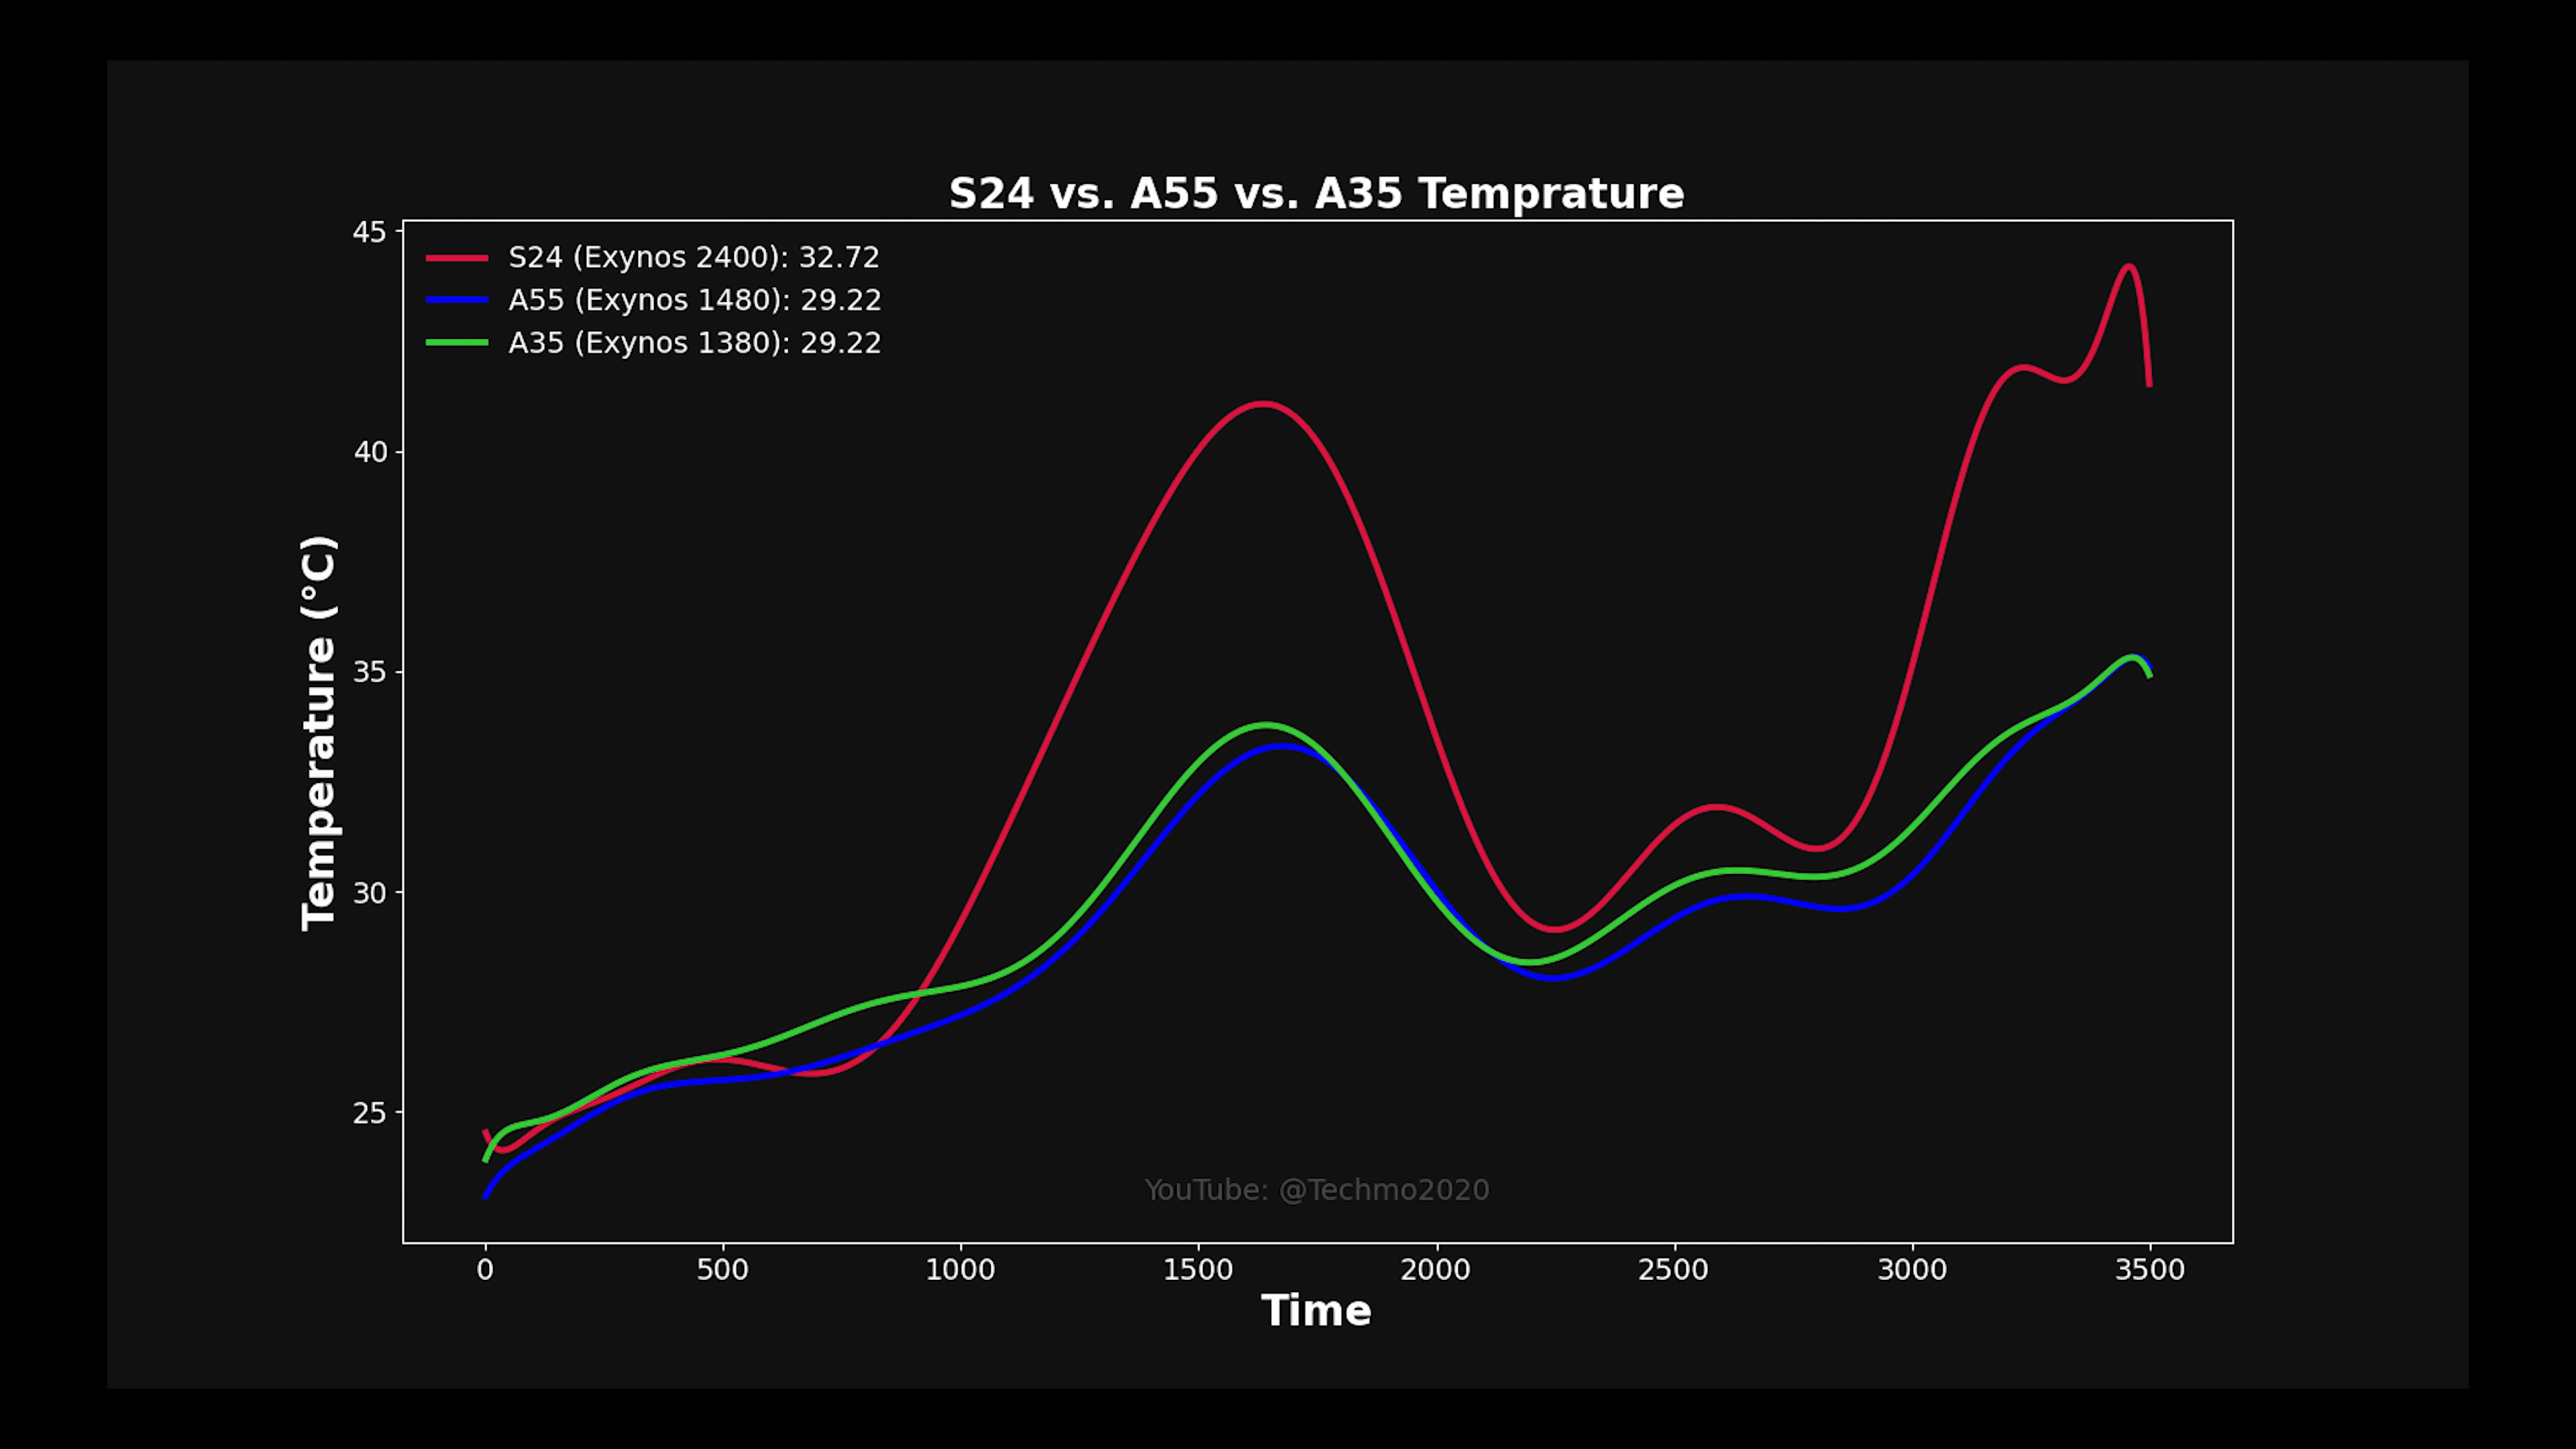 S24 vs. A55 vs. A35 Temprature
S24 (Exynos 2400): 32.72
A55 (Exynos 1480): 29.22
A35 (Exynos 1380): 29.22
45
40
35
30
25
Temperature (°C)
YouTube: @Techmo2020
0 500 1000 1500 2000 2500 3000 3500
Time